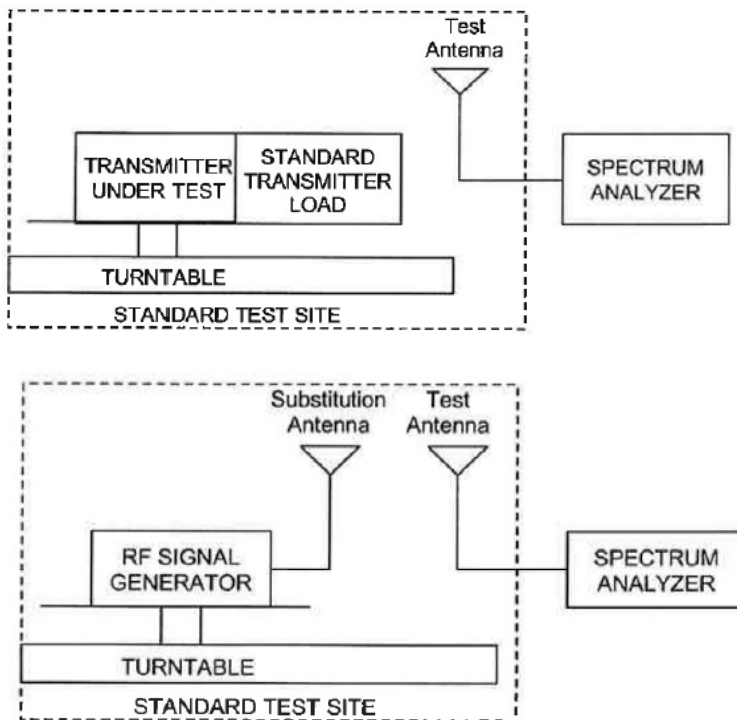 Test
Antenna
TRANSMITTER
UNDER TEST
STANDARD
TRANSMITTER
LOAD
SPECTRUM
ANALYZER
TURNTABLE
STANDARD TEST SITE
Substitution
Antenna
Test
Antenna
RF SIGNAL
GENERATOR
SPECTRUM
ANALYZER
TURNTABLE
STANDARD TEST SITE